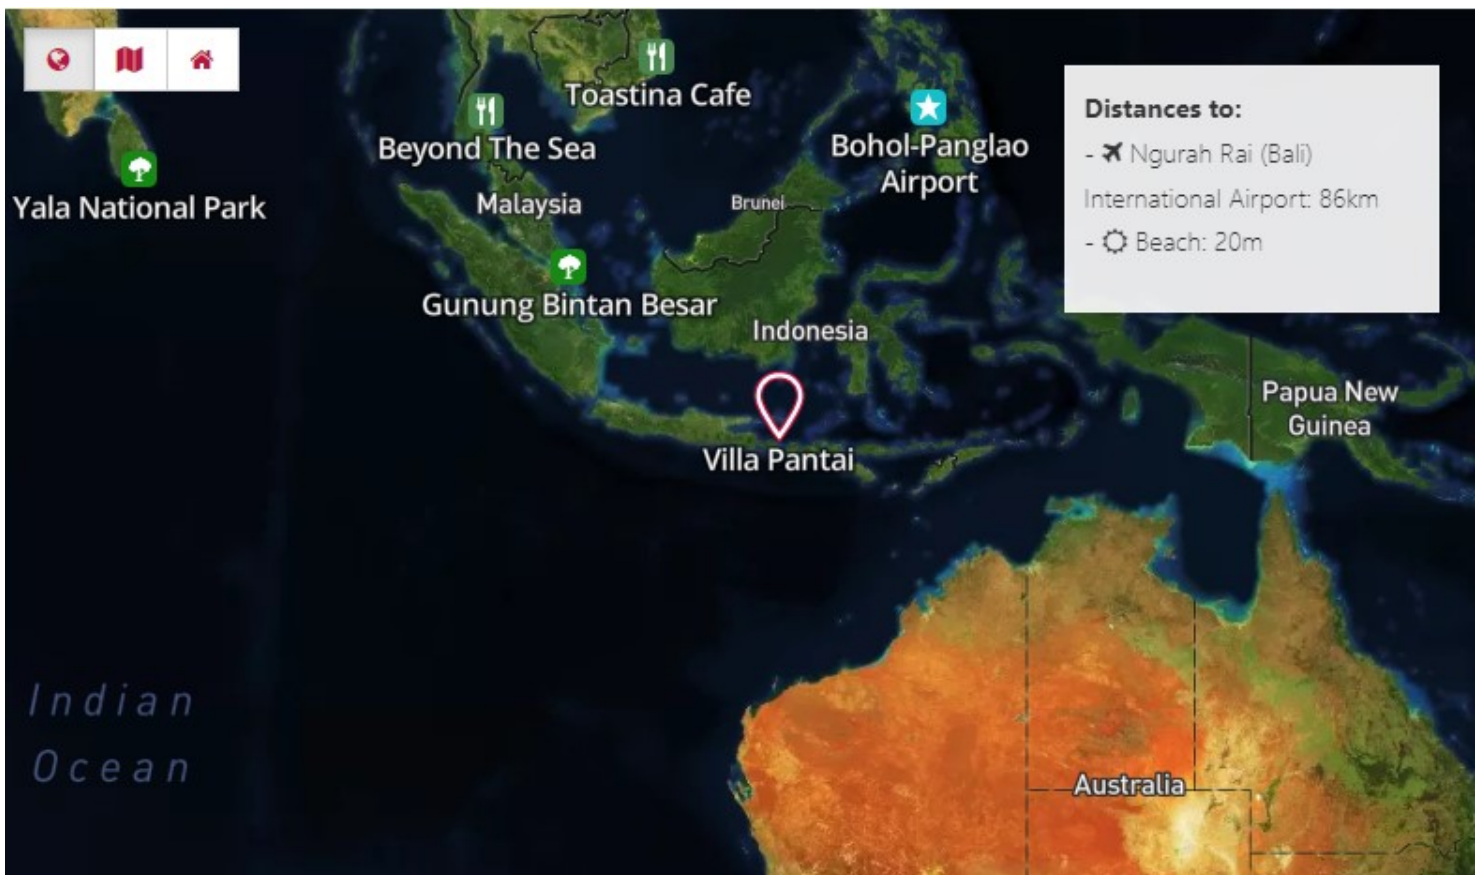 Toastina Cafe
Beyond The Sea
Bohol-Panglao
Airport
Yala National Park
Malaysia
Brunei
Gunung Bintan Besar
Indonesia
Villa Pantai
Papua New
Guinea
Indian
Ocean
Australia
Distances to:
- Ngurah Rai (Bali)
International Airport: 86km
- Beach: 20m